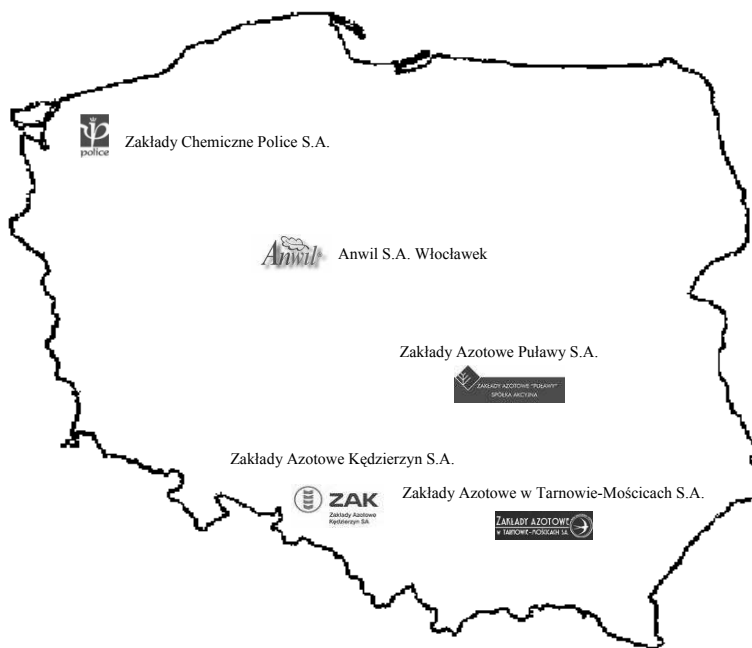 police
Zakłady Chemiczne Police S.A.
Anwil
Anwil S.A. Włocławek
Zakłady Azotowe Puławy S.A.
ZAKŁADY AZOTOWE "PUŁAWY"
SPÓŁKA AKCYJNA
Zakłady Azotowe Kędzierzyn S.A.
ZAK
Zakłady Azotowe
Kędzierzyn SA
Zakłady Azotowe w Tarnowie-Mościcach S.A.
ZAKŁADY AZOTOWE
W TARNOWIE-MOŚCICACH S.A.